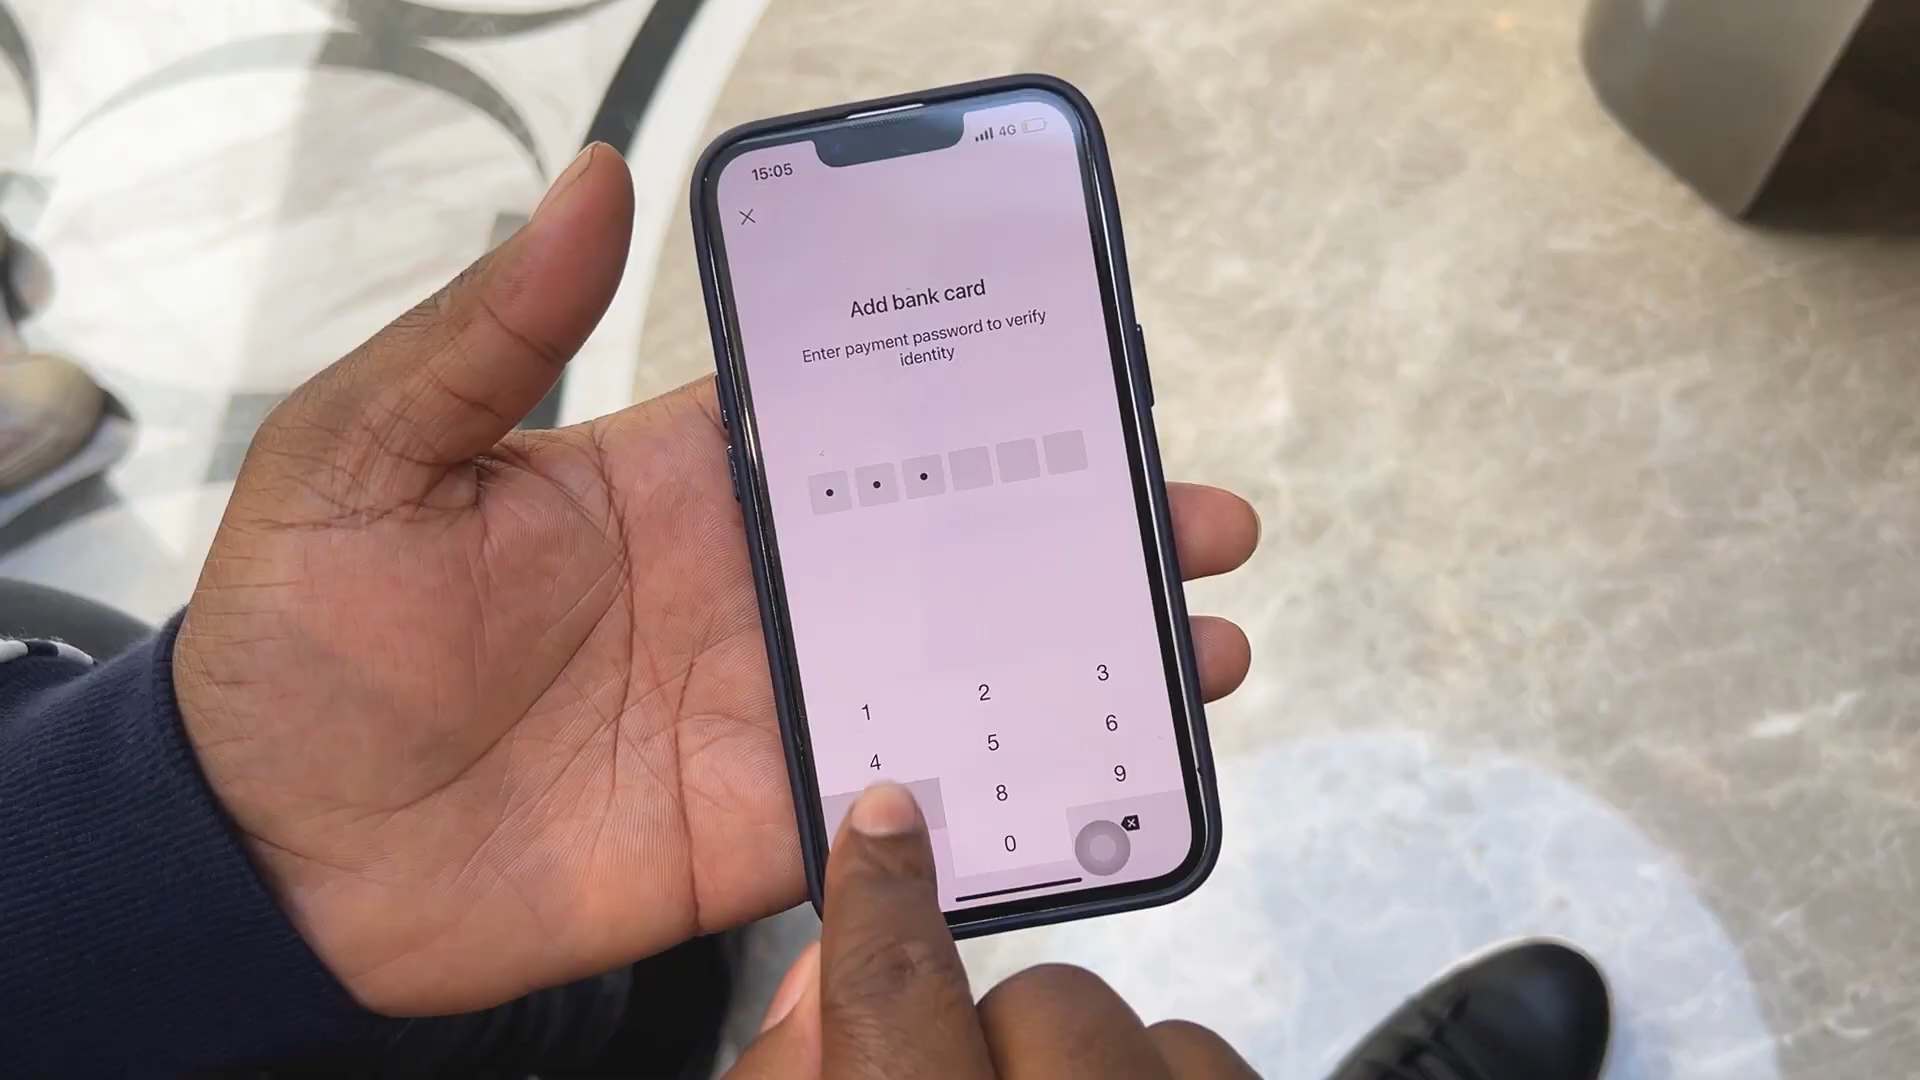 15:05
4G
Add bank card
Enter payment password to verify
identity
1 2 3
4 5 6
8 9
0